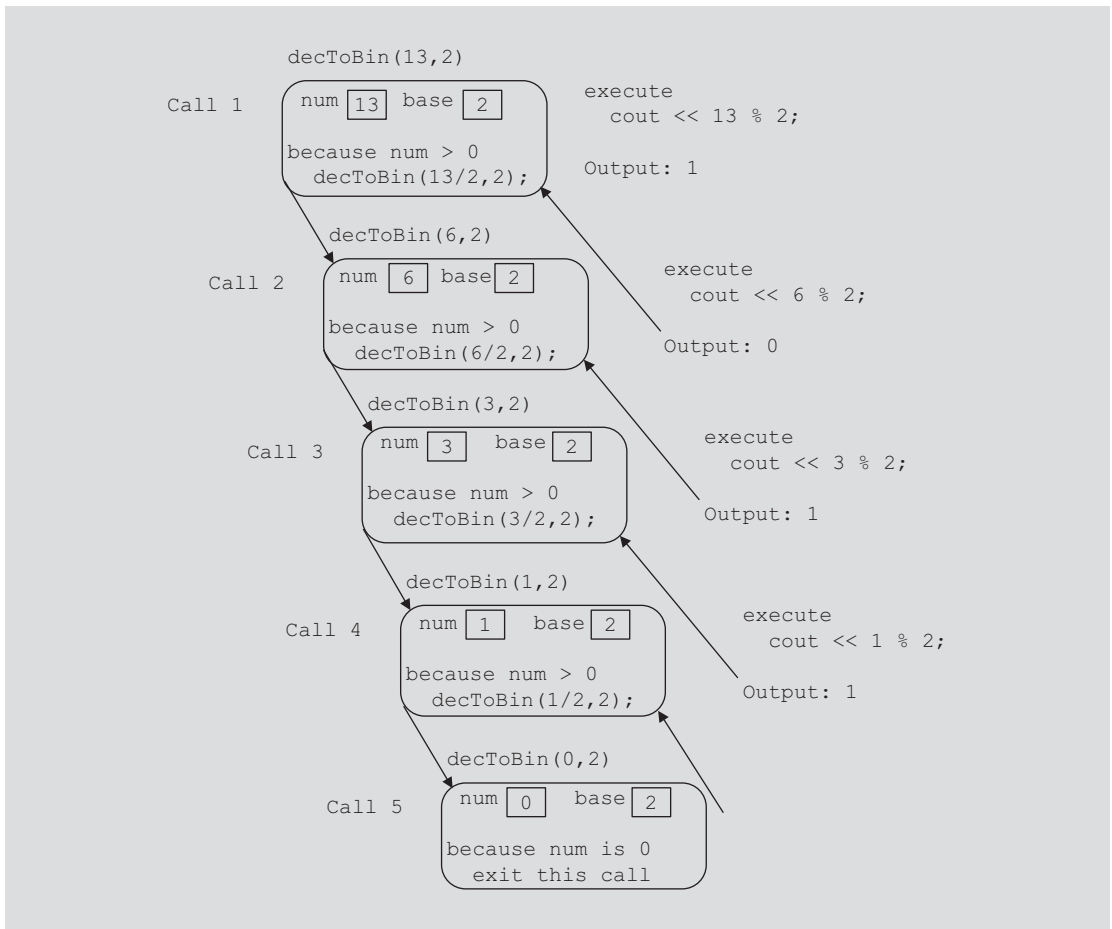 decToBin(13,2)
Call 1
num 13 base 2
because num > 0
decToBin(13/2,2);
execute
cout << 13 % 2;
Output: 1
decToBin(6,2)
Call 2
num 6 base 2
because num > 0
decToBin(6/2,2);
execute
cout << 6 % 2;
Output: 0
decToBin(3,2)
Call 3
num 3 base 2
because num > 0
decToBin(3/2,2);
execute
cout << 3 % 2;
Output: 1
decToBin(1,2)
Call 4
num 1 base 2
because num > 0
decToBin(1/2,2);
execute
cout << 1 % 2;
Output: 1
decToBin(0,2)
Call 5
num 0 base 2
because num is 0
exit this call